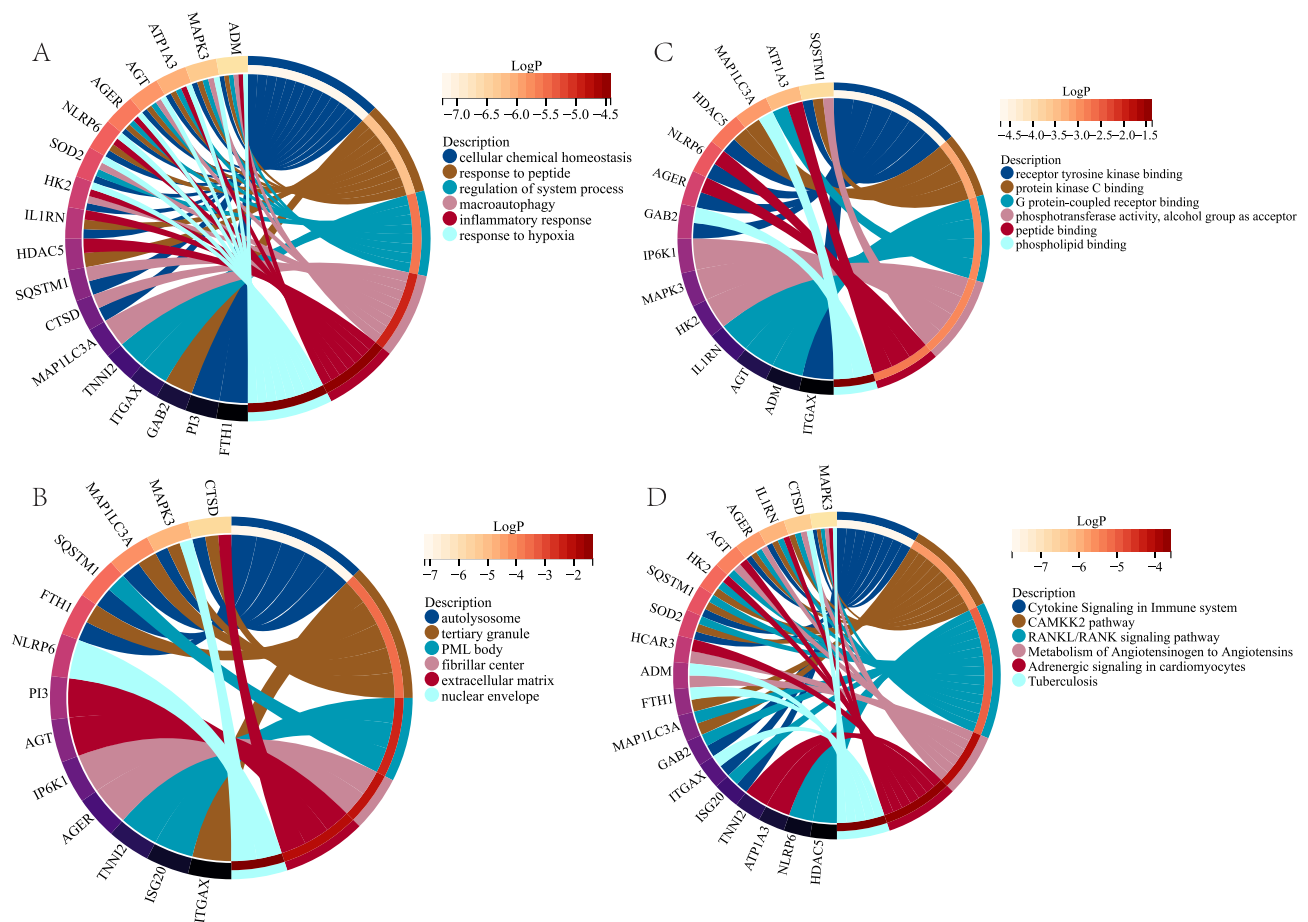 A
ADM
MAPK3
ATP1A3
AGT
AGER
NLRP6
SOD2
HK2
IL1RN
HDAC5
SQSTM1
CTSD
MAP1LC3A
TNNI2
ITGAX
GAB2
PI3
FTH1
LogP
-7.0 -6.5 -6.0 -5.5 -5.0 -4.5
Description
cellular chemical homeostasis
response to peptide
regulation of system process
macroautophagy
inflammatory response
response to hypoxia
C
SQSTM1
ATP1A3
MAP1LC3A
HDAC5
NLRP6
AGER
GAB2
IP6K1
MAPK3
HK2
IL1RN
AGT
ADM
ITGAX
LogP
-4.5 -4.0 -3.5 -3.0 -2.5 -2.0 -1.5
Description
receptor tyrosine kinase binding
protein kinase C binding
G protein-coupled receptor binding
phosphotransferase activity, alcohol group as acceptor
peptide binding
phospholipid binding
B
CTSD
MAPK3
MAP1LC3A
SQSTM1
FTH1
NLRP6
PI3
AGT
IP6K1
AGER
TNNI2
ISG20
ITGAX
LogP
-7 -6 -5 -4 -3 -2
Description
autolysosome
tertiary granule
PML body
fibrillar center
extracellular matrix
nuclear envelope
D
MAPK3
CTSD
IL1RN
AGER
AGT
HK2
SQSTM1
SOD2
HCAR3
ADM
FTH1
MAP1LC3A
GAB2
ITGAX
ISG20
TNNI2
ATP1A3
NLRP6
HDAC5
LogP
-7 -6 -5 -4
Description
Cytokine Signaling in Immune system
CAMKK2 pathway
RANKL/RANK signaling pathway
Metabolism of Angiotensinogen to Angiotensins
Adrenergic signaling in cardiomyocytes
Tuberculosis